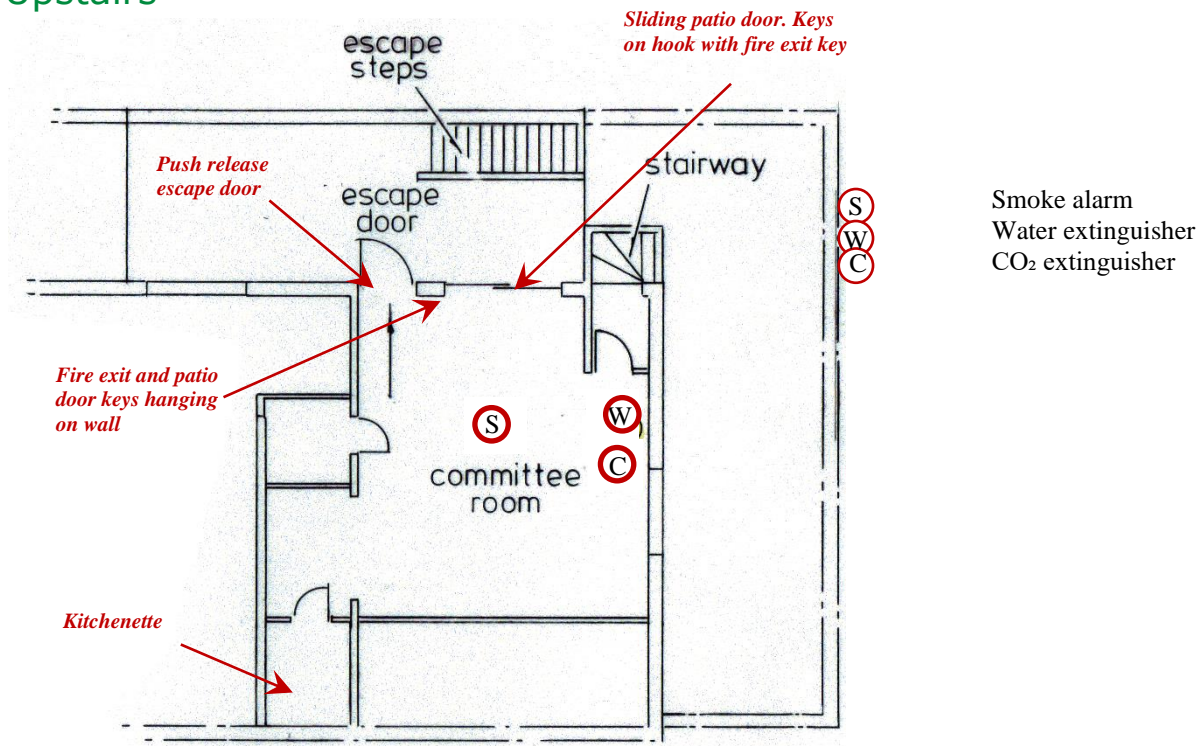 Upstairs
Sliding patio door. Keys
on hook with fire exit key
escape
steps
Push release
escape door
stairway
escape
door
S Smoke alarm
W Water extinguisher
C CO₂ extinguisher
Fire exit and patio
door keys hanging
on wall
S
W
C
committee
room
Kitchenette